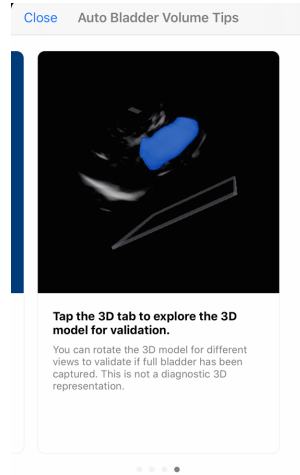 Close Auto Bladder Volume Tips
Tap the 3D tab to explore the 3D
model for validation.
You can rotate the 3D model for different
views to validate if full bladder has been
captured. This is not a diagnostic 3D
representation.